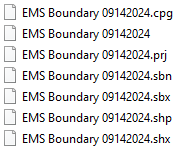 EMS Boundary 09142024.cpg
EMS Boundary 09142024
EMS Boundary 09142024.prj
EMS Boundary 09142024.sbn
EMS Boundary 09142024.sbx
EMS Boundary 09142024.shp
EMS Boundary 09142024.shx